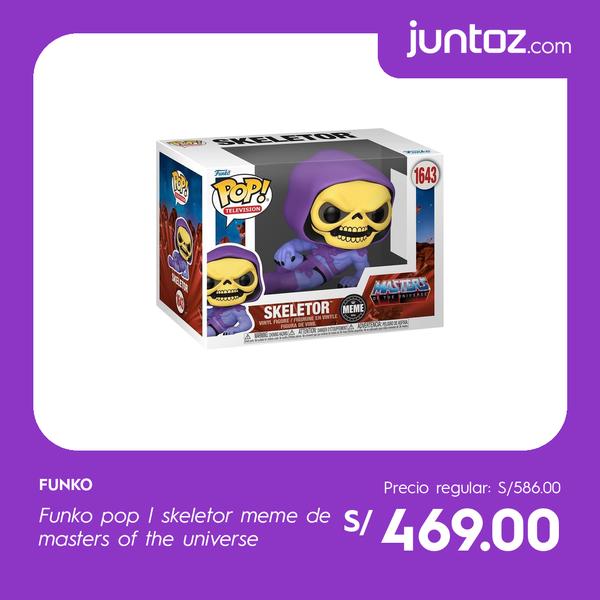 juntoz.com
SKELETOR
Funko
POP!
TELEVISION
1643
POP!
SKELETOR
MASTERS
OF THE UNIVERSE
SKELETOR
MEME
VINYL FIGURE / FIGURINE EN VINYLE
FIGURA DE VINIL
FUNKO
Precio regular: S/586.00
Funko pop | skeletor meme de
masters of the universe
S/ 469.00